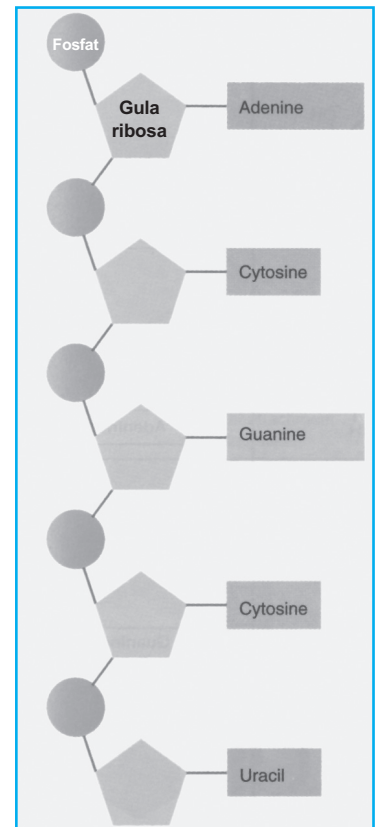 Fosfat
Gula
ribosa
Adenine
Cytosine
Guanine
Cytosine
Uracil